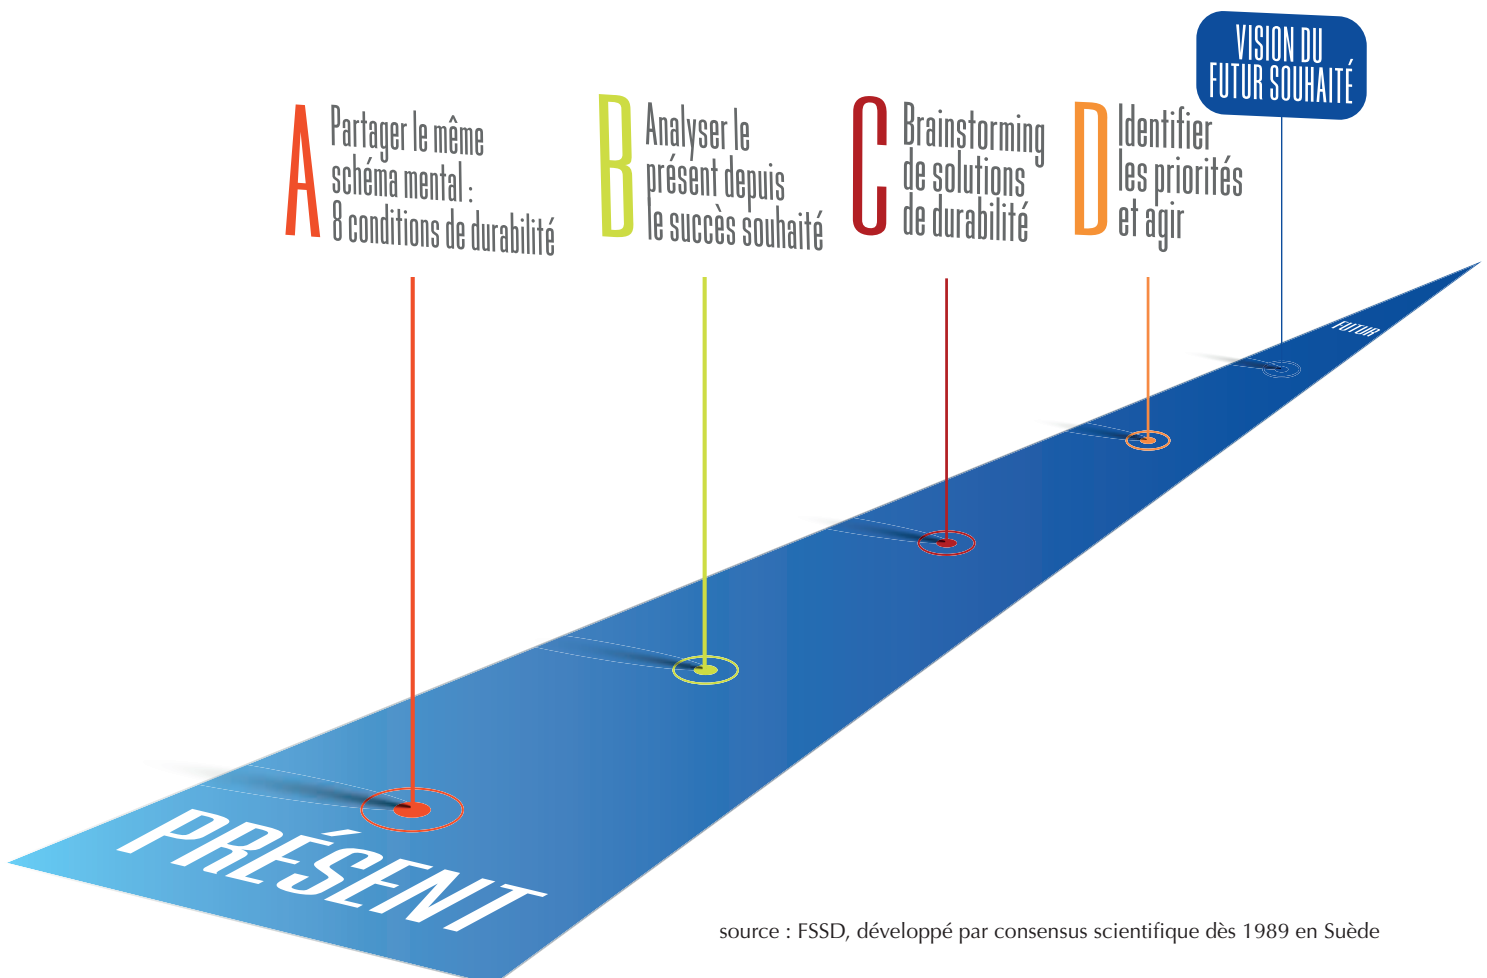 VISION DU
FUTUR SOUHAITÉ
A
Partager le même
schéma mental :
8 conditions de durabilité
B
Analyser le
présent depuis
le succès souhaité
C
Brainstorming
de solutions
de durabilité
D
Identifier
les priorités
et agir
FUTUR
PRÉSENT
source : FSSD, développé par consensus scientifique dès 1989 en Suède